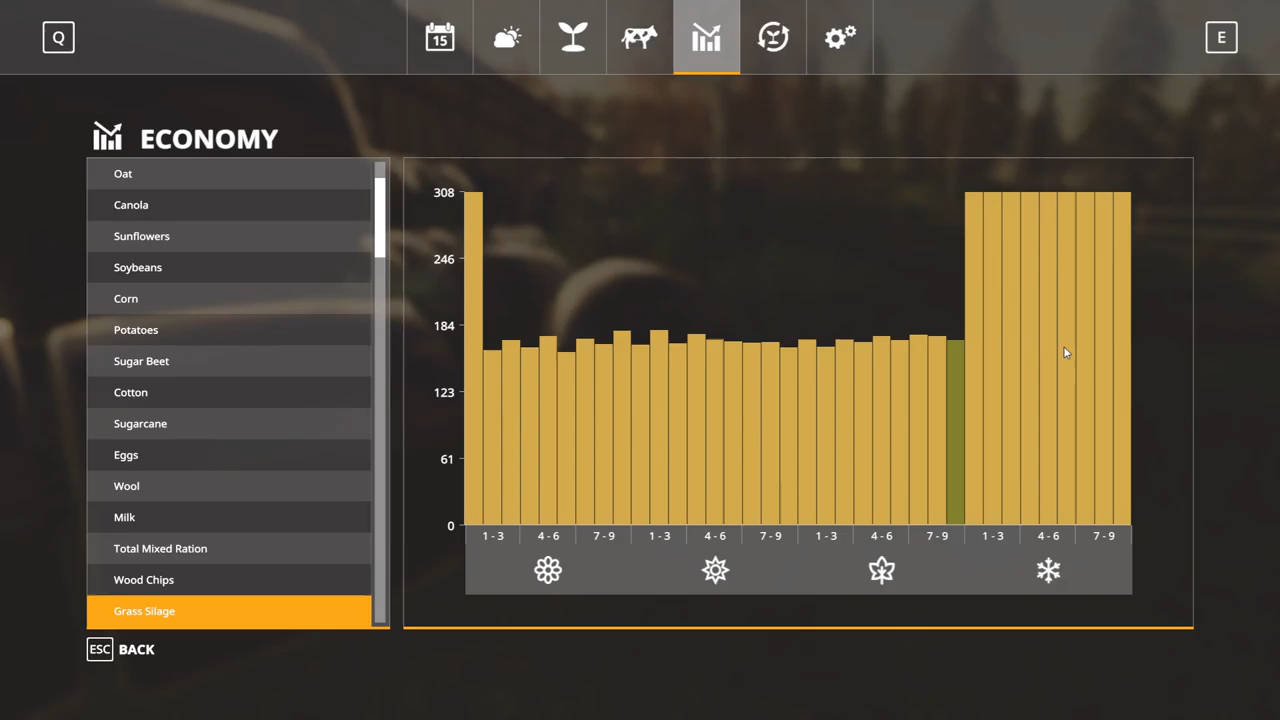 Q
15
E
ECONOMY
Oat
Canola
Sunflowers
Soybeans
Corn
Potatoes
Sugar Beet
Cotton
Sugarcane
Eggs
Wool
Milk
Total Mixed Ration
Wood Chips
Grass Silage
308
246
184
123
61
0
1 - 3 4 - 6 7 - 9 1 - 3 4 - 6 7 - 9 1 - 3 4 - 6 7 - 9 1 - 3 4 - 6 7 - 9
ESC BACK